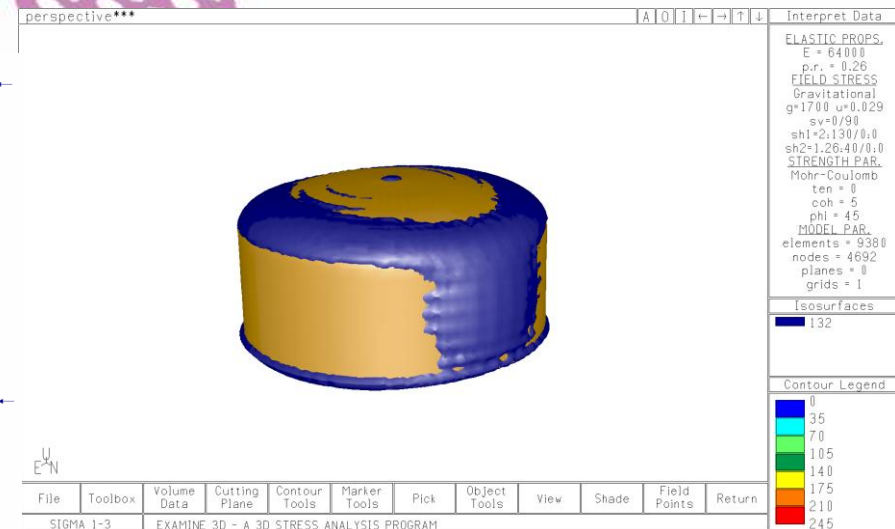 perspective***
A O I ← → ↑ ↓
Interpret Data
ELASTIC PROPS.
E = 64000
p.r. = 0.26
FIELD STRESS
Gravitational
g=1700 u=0.029
sv=0/90
sh1=2:130/0:0
sh2=1.26:40/0:0
STRENGTH PAR.
Mohr-Coulomb
ten = 0
coh = 5
phi = 45
MODEL PAR.
elements = 9380
nodes = 4692
planes = 0
grids = 1
Isosurfaces
132
Contour Legend
0
35
70
105
140
175
210
245
U
E N
File Toolbox Volume Data Cutting Plane Contour Tools Marker Tools Pick Object Tools View Shade Field Points Return
SIGMA 1-3 EXAMINE 3D - A 3D STRESS ANALYSIS PROGRAM